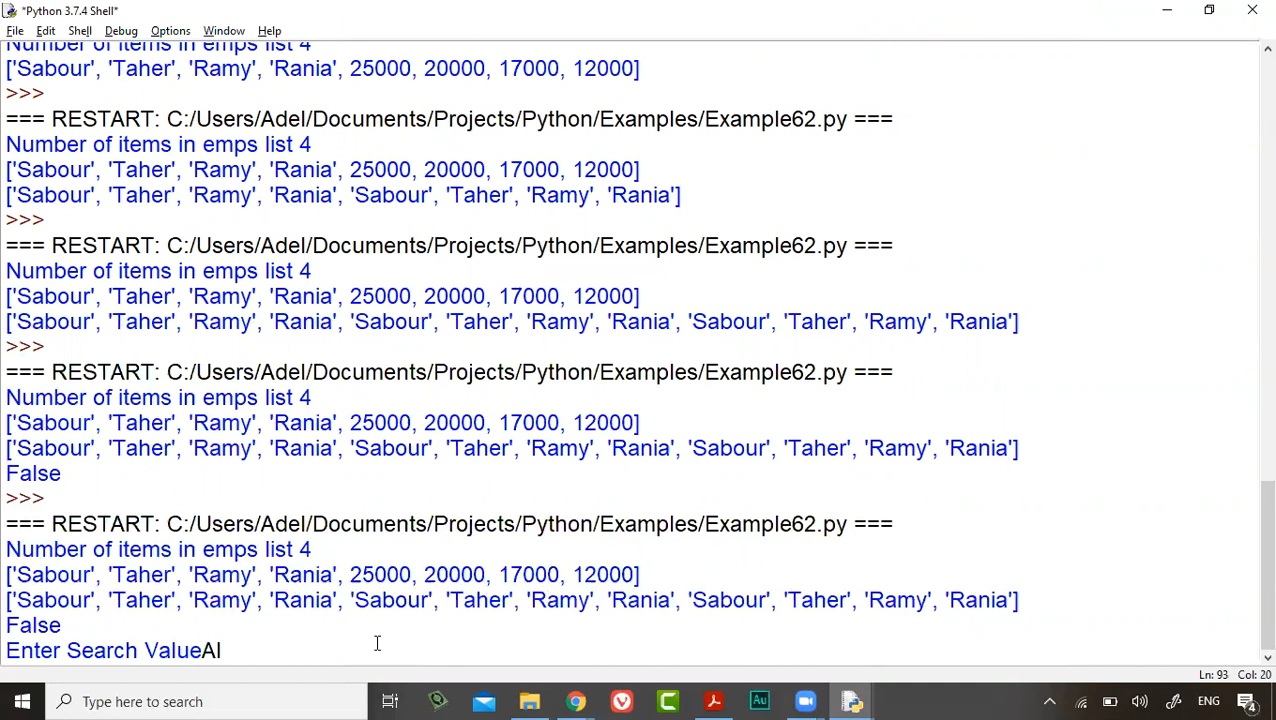 *Python 3.7.4 Shell*
File Edit Shell Debug Options Window Help
Number of items in emps list 4
['Sabour', 'Taher', 'Ramy', 'Rania', 25000, 20000, 17000, 12000]
>>>
=== RESTART: C:/Users/Adel/Documents/Projects/Python/Examples/Example62.py ===
Number of items in emps list 4
['Sabour', 'Taher', 'Ramy', 'Rania', 25000, 20000, 17000, 12000]
['Sabour', 'Taher', 'Ramy', 'Rania', 'Sabour', 'Taher', 'Ramy', 'Rania']
>>>
=== RESTART: C:/Users/Adel/Documents/Projects/Python/Examples/Example62.py ===
Number of items in emps list 4
['Sabour', 'Taher', 'Ramy', 'Rania', 25000, 20000, 17000, 12000]
['Sabour', 'Taher', 'Ramy', 'Rania', 'Sabour', 'Taher', 'Ramy', 'Rania', 'Sabour', 'Taher', 'Ramy', 'Rania']
>>>
=== RESTART: C:/Users/Adel/Documents/Projects/Python/Examples/Example62.py ===
Number of items in emps list 4
['Sabour', 'Taher', 'Ramy', 'Rania', 25000, 20000, 17000, 12000]
['Sabour', 'Taher', 'Ramy', 'Rania', 'Sabour', 'Taher', 'Ramy', 'Rania', 'Sabour', 'Taher', 'Ramy', 'Rania']
False
>>>
=== RESTART: C:/Users/Adel/Documents/Projects/Python/Examples/Example62.py ===
Number of items in emps list 4
['Sabour', 'Taher', 'Ramy', 'Rania', 25000, 20000, 17000, 12000]
['Sabour', 'Taher', 'Ramy', 'Rania', 'Sabour', 'Taher', 'Ramy', 'Rania', 'Sabour', 'Taher', 'Ramy', 'Rania']
False
Enter Search ValueAl
Ln: 93 Col: 20
Type here to search Au ENG 4